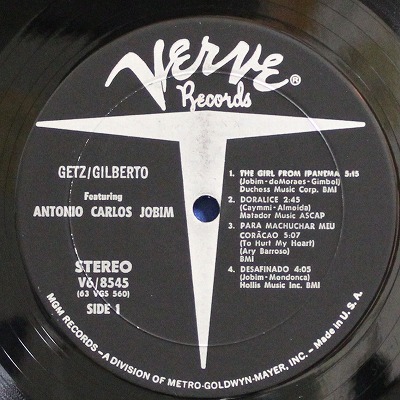 VERVE®
Records
GETZ/GILBERTO
Featuring
ANTONIO CARLOS JOBIM
STEREO
V6/8545
(63 VGS 560)
SIDE 1
1. THE GIRL FROM IPANEMA 5:15
(Jobim-deMoraes-Gimbel)
Duchess Music Corp. BMI
2. DORALICE 2:45
(Caymmi-Almeida)
Matador Music ASCAP
3. PARA MACHUCHAR MEU
CORACAO 5:07
(To Hurt My Heart)
(Ary Barroso)
BMI
4. DESAFINADO 4:05
(Jobim-Mendonca)
Hollis Music Inc. BMI
MGM RECORDS—A DIVISION OF METRO-GOLDWYN-MAYER, INC.—Made in U.S.A.